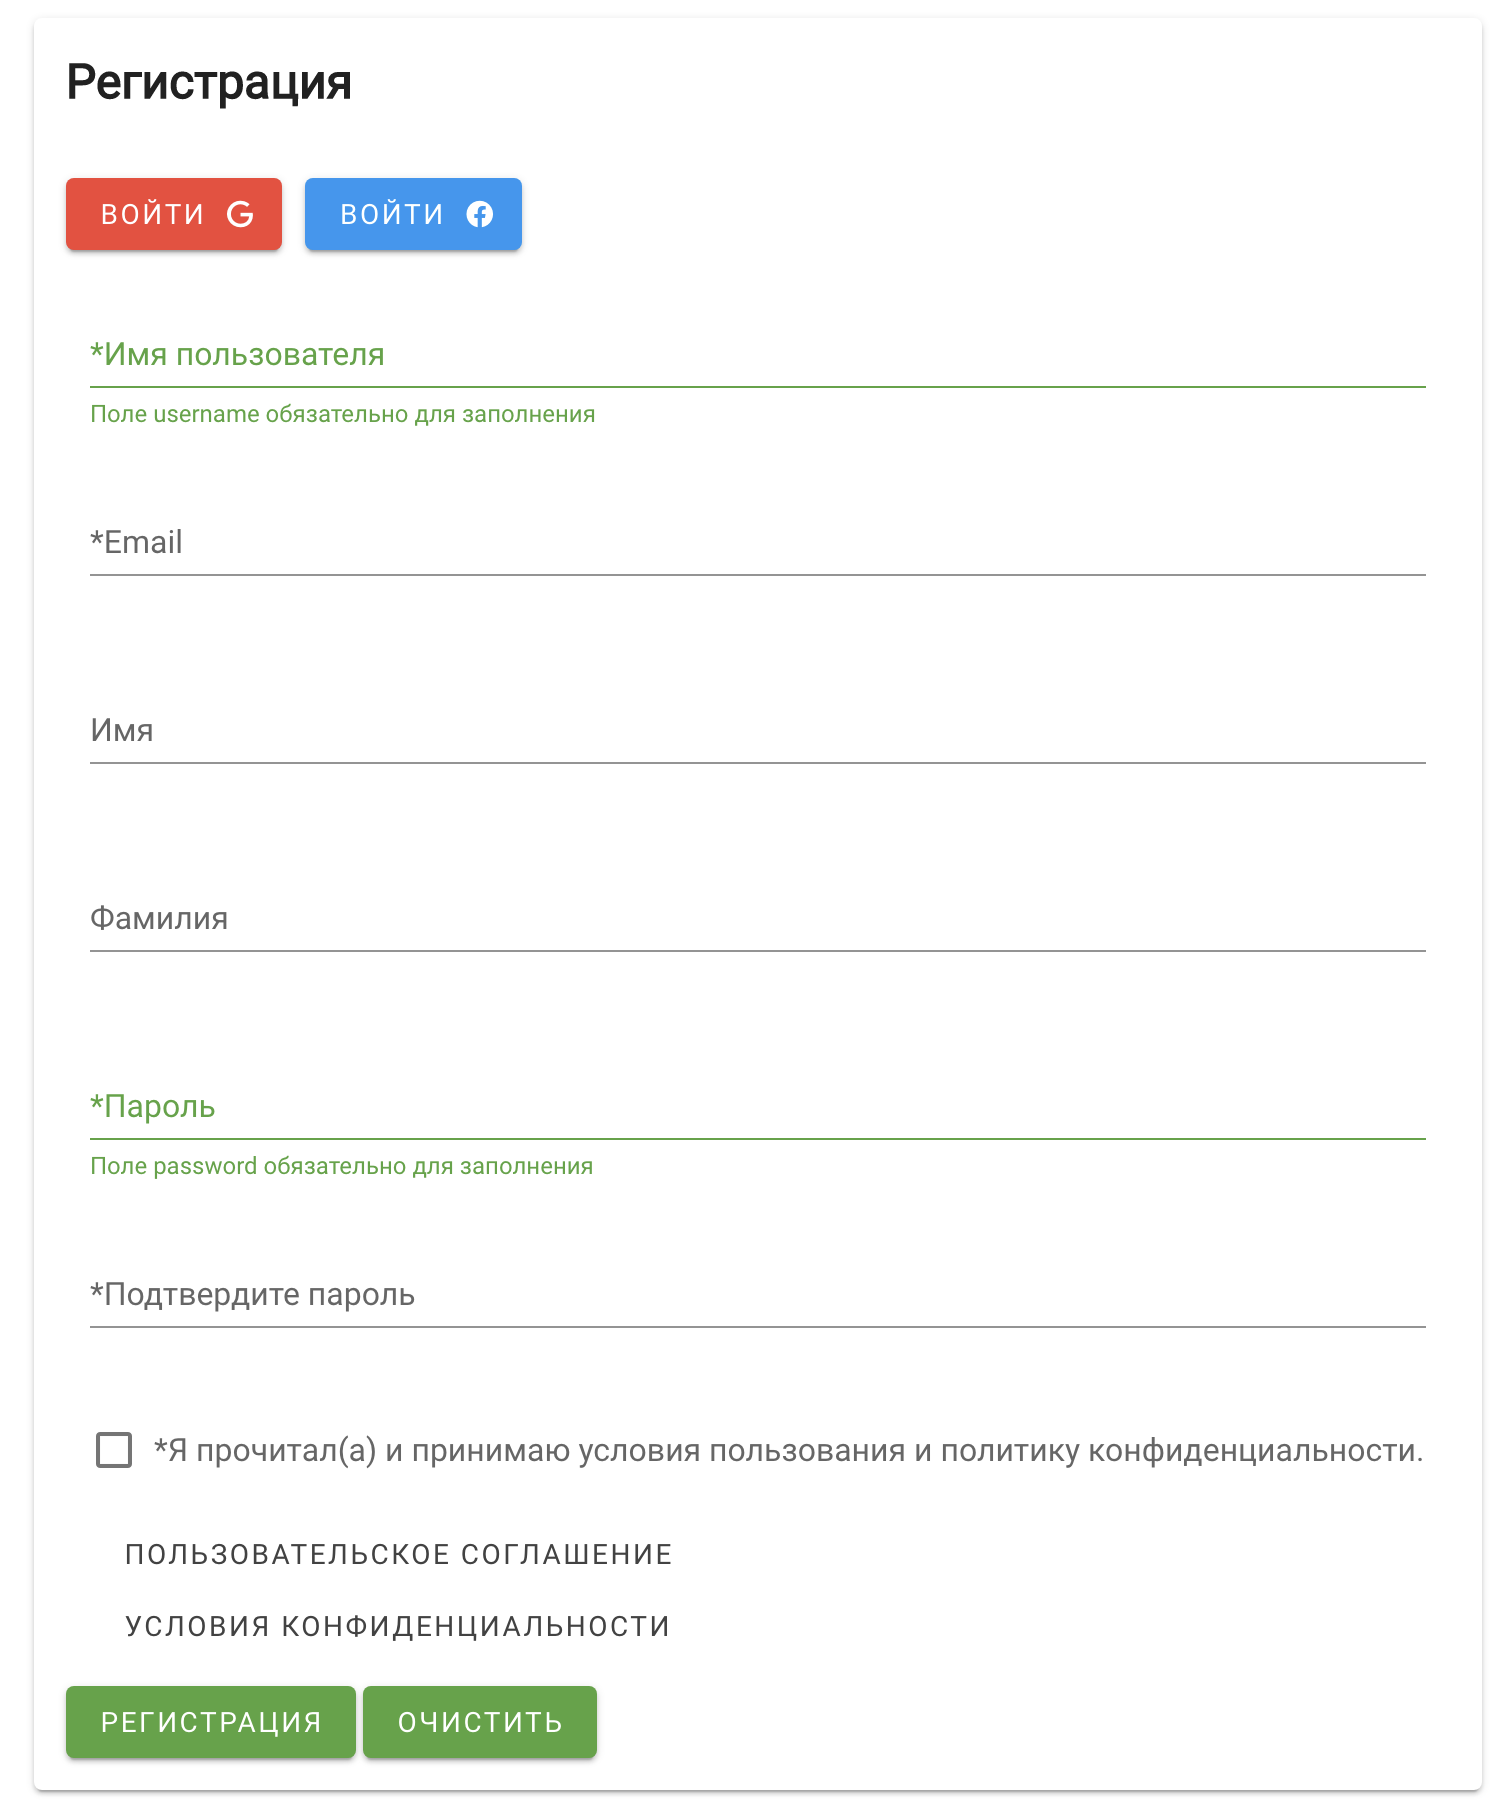 Регистрация
ВОЙТИ
ВОЙТИ
*Имя пользователя
Поле username обязательно для заполнения
*Email
Имя
Фамилия
*Пароль
Поле password обязательно для заполнения
*Подтвердите пароль
*Я прочитал(а) и принимаю условия пользования и политику конфиденциальности.
ПОЛЬЗОВАТЕЛЬСКОЕ СОГЛАШЕНИЕ
УСЛОВИЯ КОНФИДЕНЦИАЛЬНОСТИ
РЕГИСТРАЦИЯ ОЧИСТИТЬ